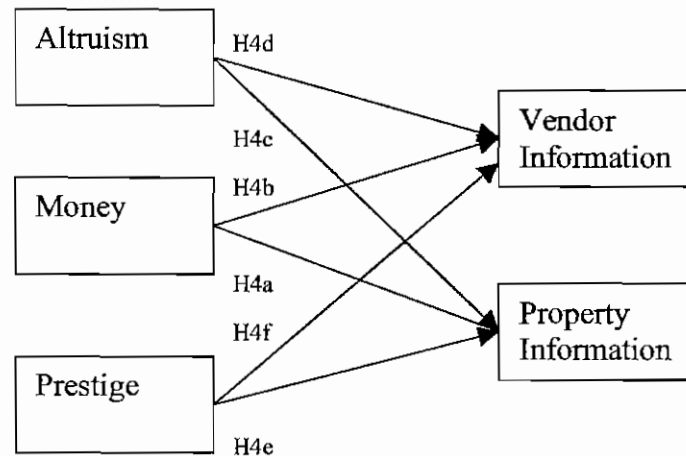 Altruism
H4d
Vendor
Information
H4c
H4b
Money
H4a
Property
Information
H4f
Prestige
H4e